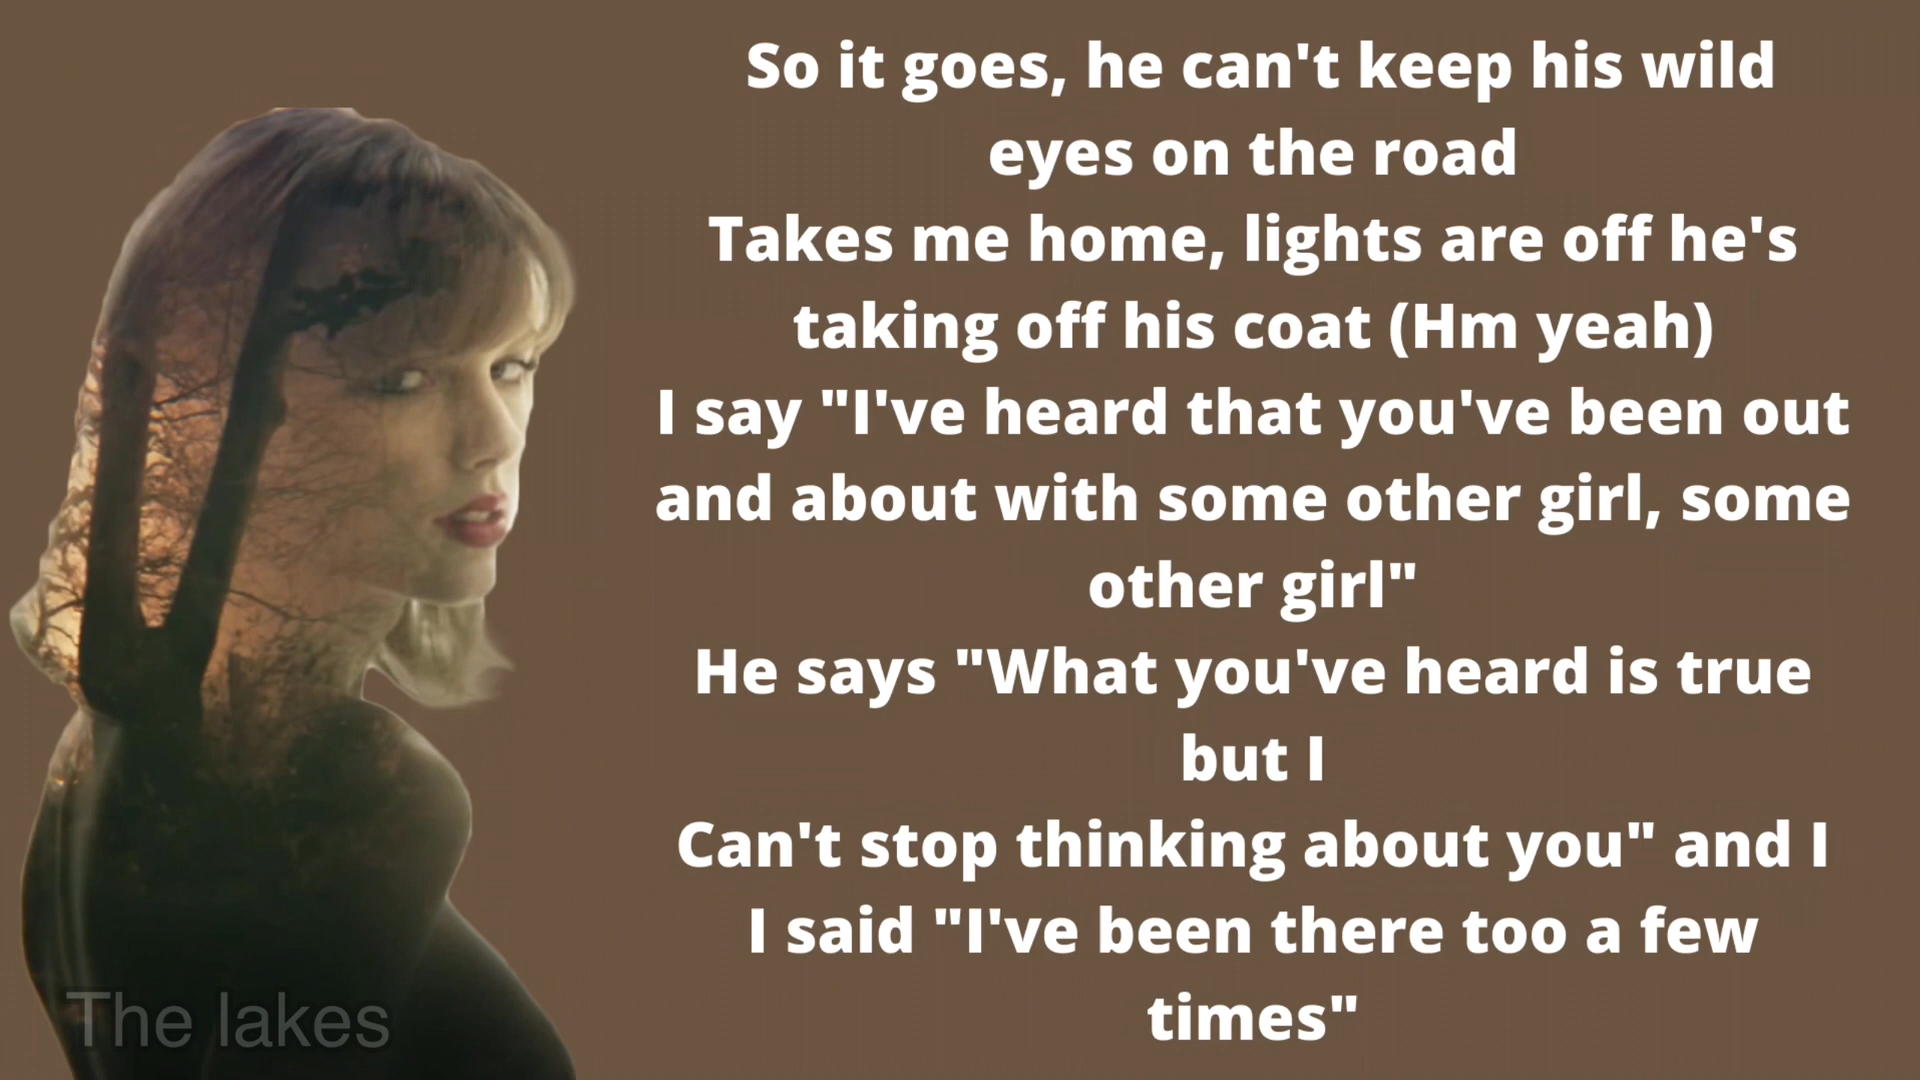 So it goes, he can't keep his wild
eyes on the road
Takes me home, lights are off he's
taking off his coat (Hm yeah)
I say "I've heard that you've been out
and about with some other girl, some
other girl"
He says "What you've heard is true
but I
Can't stop thinking about you" and I
I said "I've been there too a few
times"
The lakes